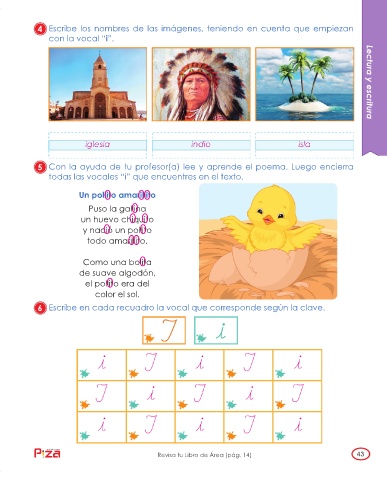 4 Escribe los nombres de las imágenes, teniendo en cuenta que empiezan
con la vocal "i".
Lectura y escritura
iglesia indio isla
5 Con la ayuda de tu profesor(a) lee y aprende el poema. Luego encierra
todas las vocales "i" que encuentres en el texto.
Un pollito amarillito
Puso la gallina
un huevo chiquito
y nadie un pollito
todo amarillito.
Como una bolita
de suave algodón,
el pollito era del
color el sol.
6 Escribe en cada recuadro la vocal que corresponde según la clave.
I i
i I i I i
I i I i I
i I i I i
Piza
Revisa tu Libro de Área (pág. 14)
43